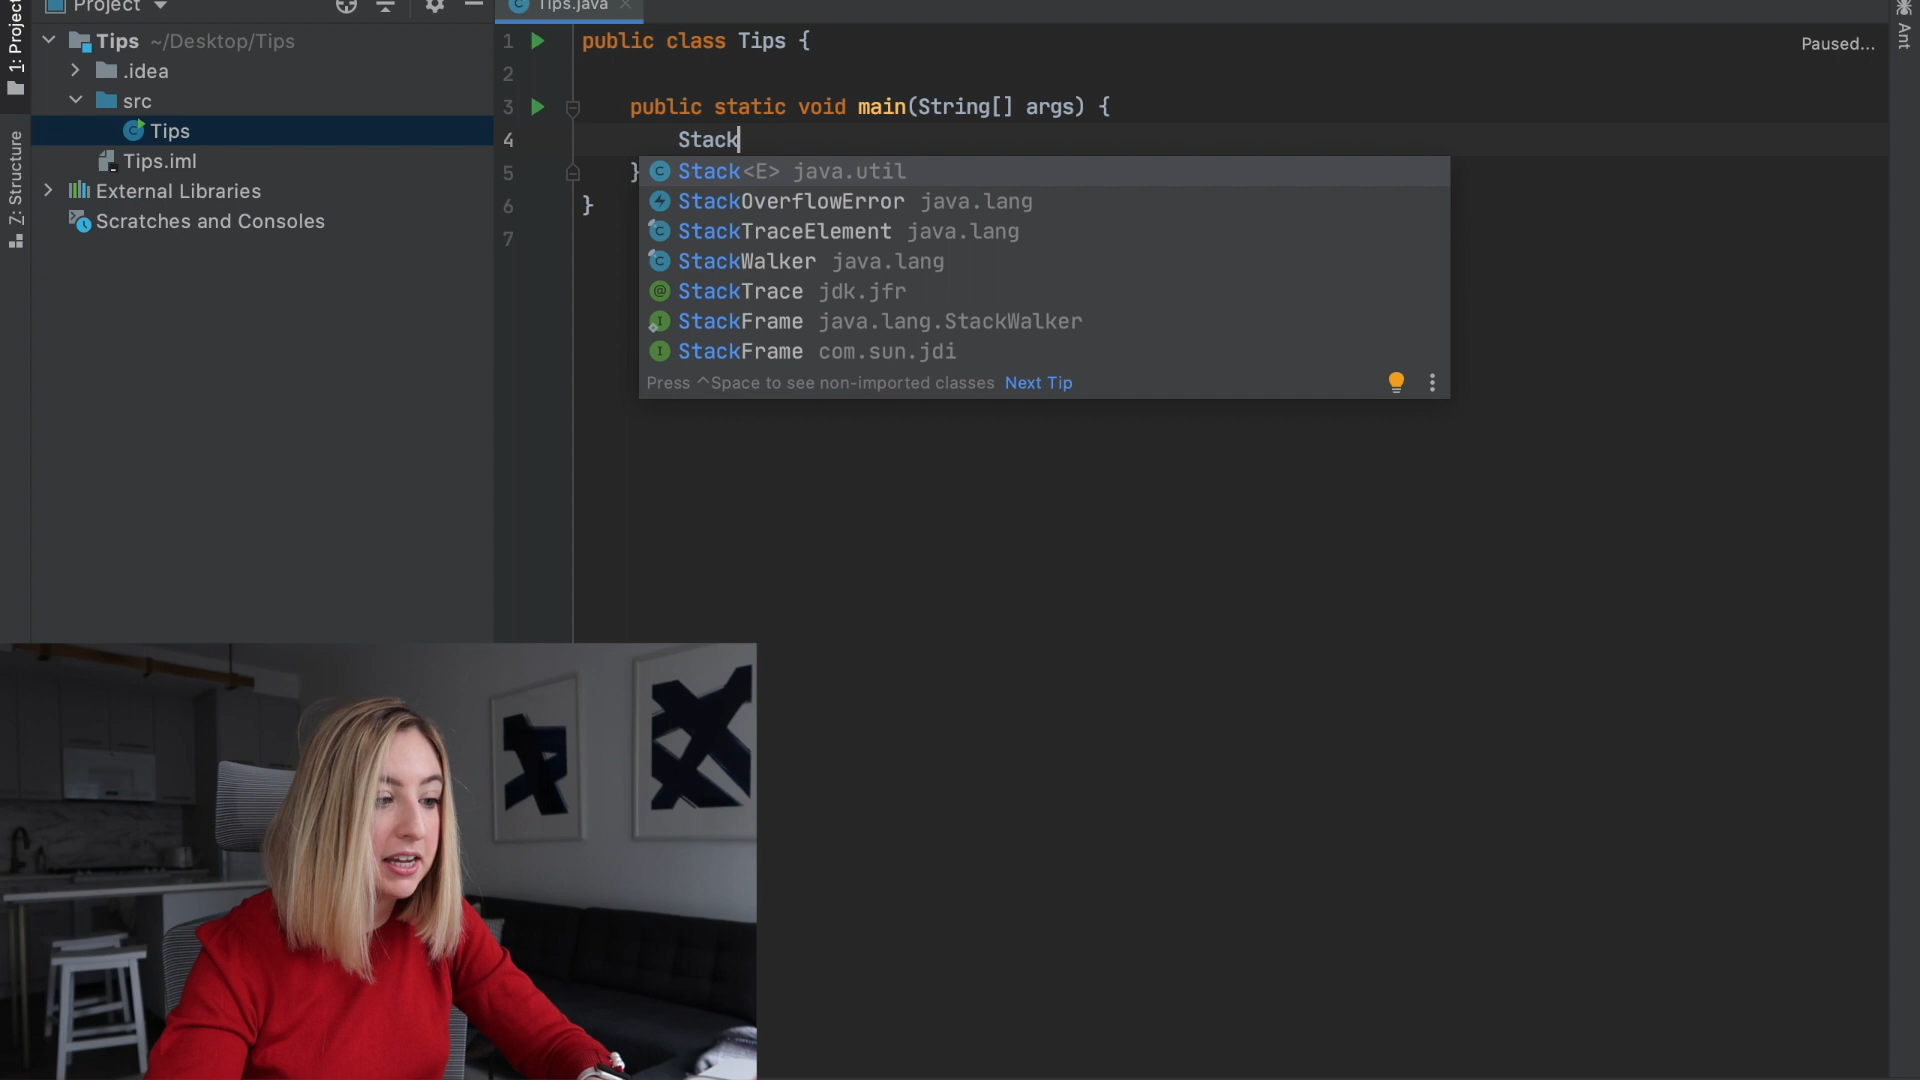 Project
Tips.java
1: Project
Tips ~/Desktop/Tips
.idea
src
Tips
Tips.iml
External Libraries
Scratches and Consoles
Z: Structure
1 public class Tips {
2
3 public static void main(String[] args) {
4 Stack
5 }
6 }
7
Stack<E> java.util
StackOverflowError java.lang
StackTraceElement java.lang
StackWalker java.lang
StackTrace jdk.jfr
StackFrame java.lang.StackWalker
StackFrame com.sun.jdi
Press ^Space to see non-imported classes Next Tip
Paused...
Ant